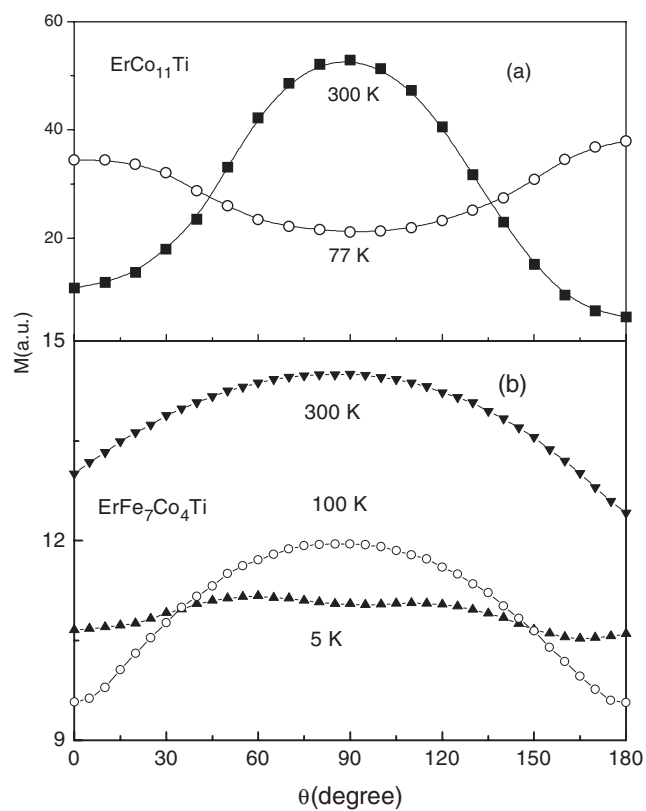 60
ErCo₁₁Ti
(a)
300 K
40
20
77 K
M(a.u.)
15
(b)
300 K
ErFe₇Co₄Ti
100 K
12
5 K
9
0 30 60 90 120 150 180
θ(degree)